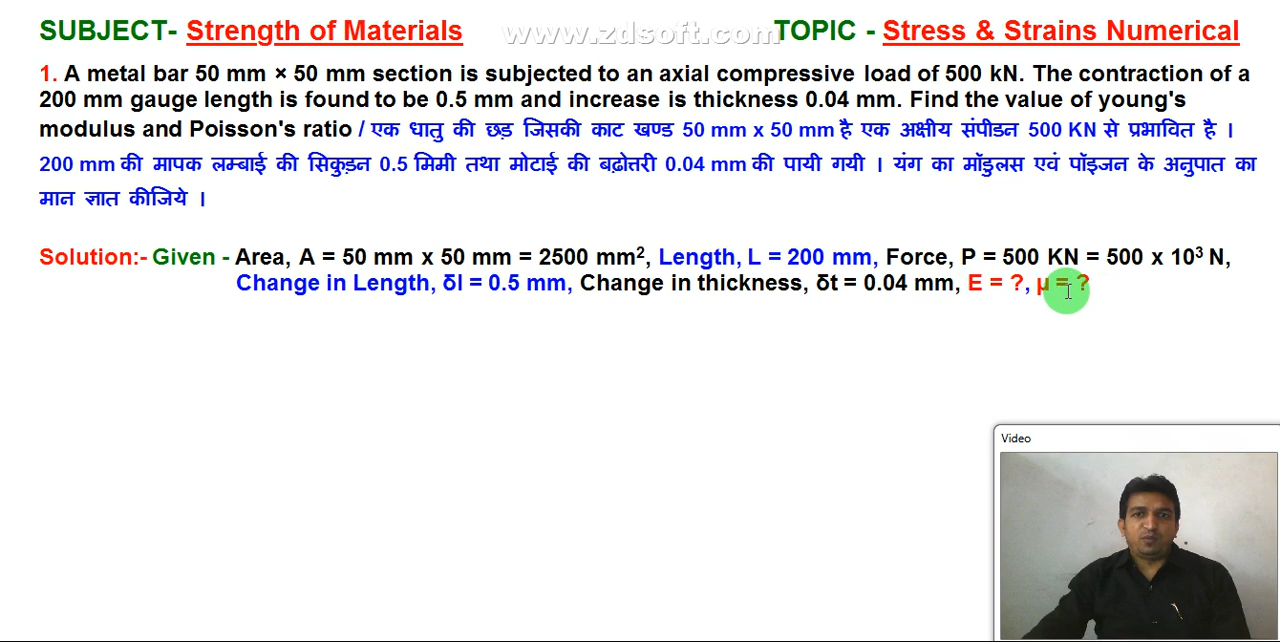 SUBJECT- Strength of Materials www.zdsoft.com TOPIC - Stress & Strains Numerical
1. A metal bar 50 mm × 50 mm section is subjected to an axial compressive load of 500 kN. The contraction of a
200 mm gauge length is found to be 0.5 mm and increase is thickness 0.04 mm. Find the value of young's
modulus and Poisson's ratio / एक धातु की छड़ जिसकी काट खण्ड 50 mm x 50 mm है एक अक्षीय संपीडन 500 KN से प्रभावित है ।
200 mm की मापक लम्बाई की सिकुड़न 0.5 मिमी तथा मोटाई की बढ़ोत्तरी 0.04 mm की पायी गयी । यंग का मॉडुलस एवं पॉइजन के अनुपात का
मान ज्ञात कीजिये ।
Solution:- Given - Area, A = 50 mm x 50 mm = 2500 mm², Length, L = 200 mm, Force, P = 500 KN = 500 x 10³ N,
Change in Length, δl = 0.5 mm, Change in thickness, δt = 0.04 mm, E = ?, μ = ?
Video